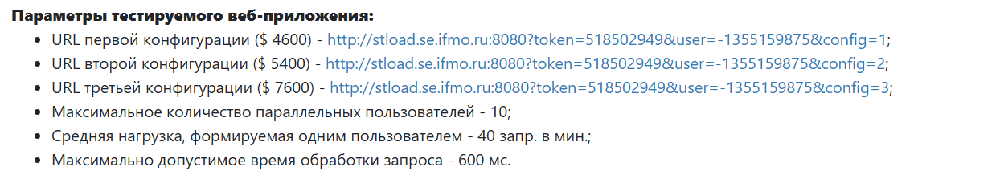 Параметры тестируемого веб-приложения:
• URL первой конфигурации ($ 4600) - http://stload.se.ifmo.ru:8080?token=518502949&user=-1355159875&config=1;
• URL второй конфигурации ($ 5400) - http://stload.se.ifmo.ru:8080?token=518502949&user=-1355159875&config=2;
• URL третьей конфигурации ($ 7600) - http://stload.se.ifmo.ru:8080?token=518502949&user=-1355159875&config=3;
• Максимальное количество параллельных пользователей - 10;
• Средняя нагрузка, формируемая одним пользователем - 40 запр. в мин.;
• Максимально допустимое время обработки запроса - 600 мс.